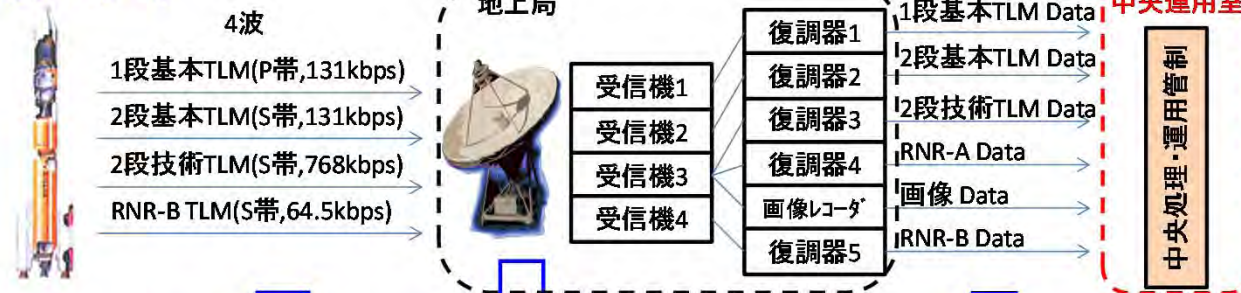 4波
1段基本TLM(P帯,131kbps)
2段基本TLM(S帯,131kbps)
2段技術TLM(S帯,768kbps)
RNR-B TLM(S帯,64.5kbps)
地上局
受信機1
受信機2
受信機3
受信機4
復調器1
復調器2
復調器3
復調器4
画像ﾚｺｰﾀﾞ
復調器5
1段基本TLM Data
2段基本TLM Data
2段技術TLM Data
RNR-A Data
画像 Data
RNR-B Data
中央運用室
中央処理・運用管制